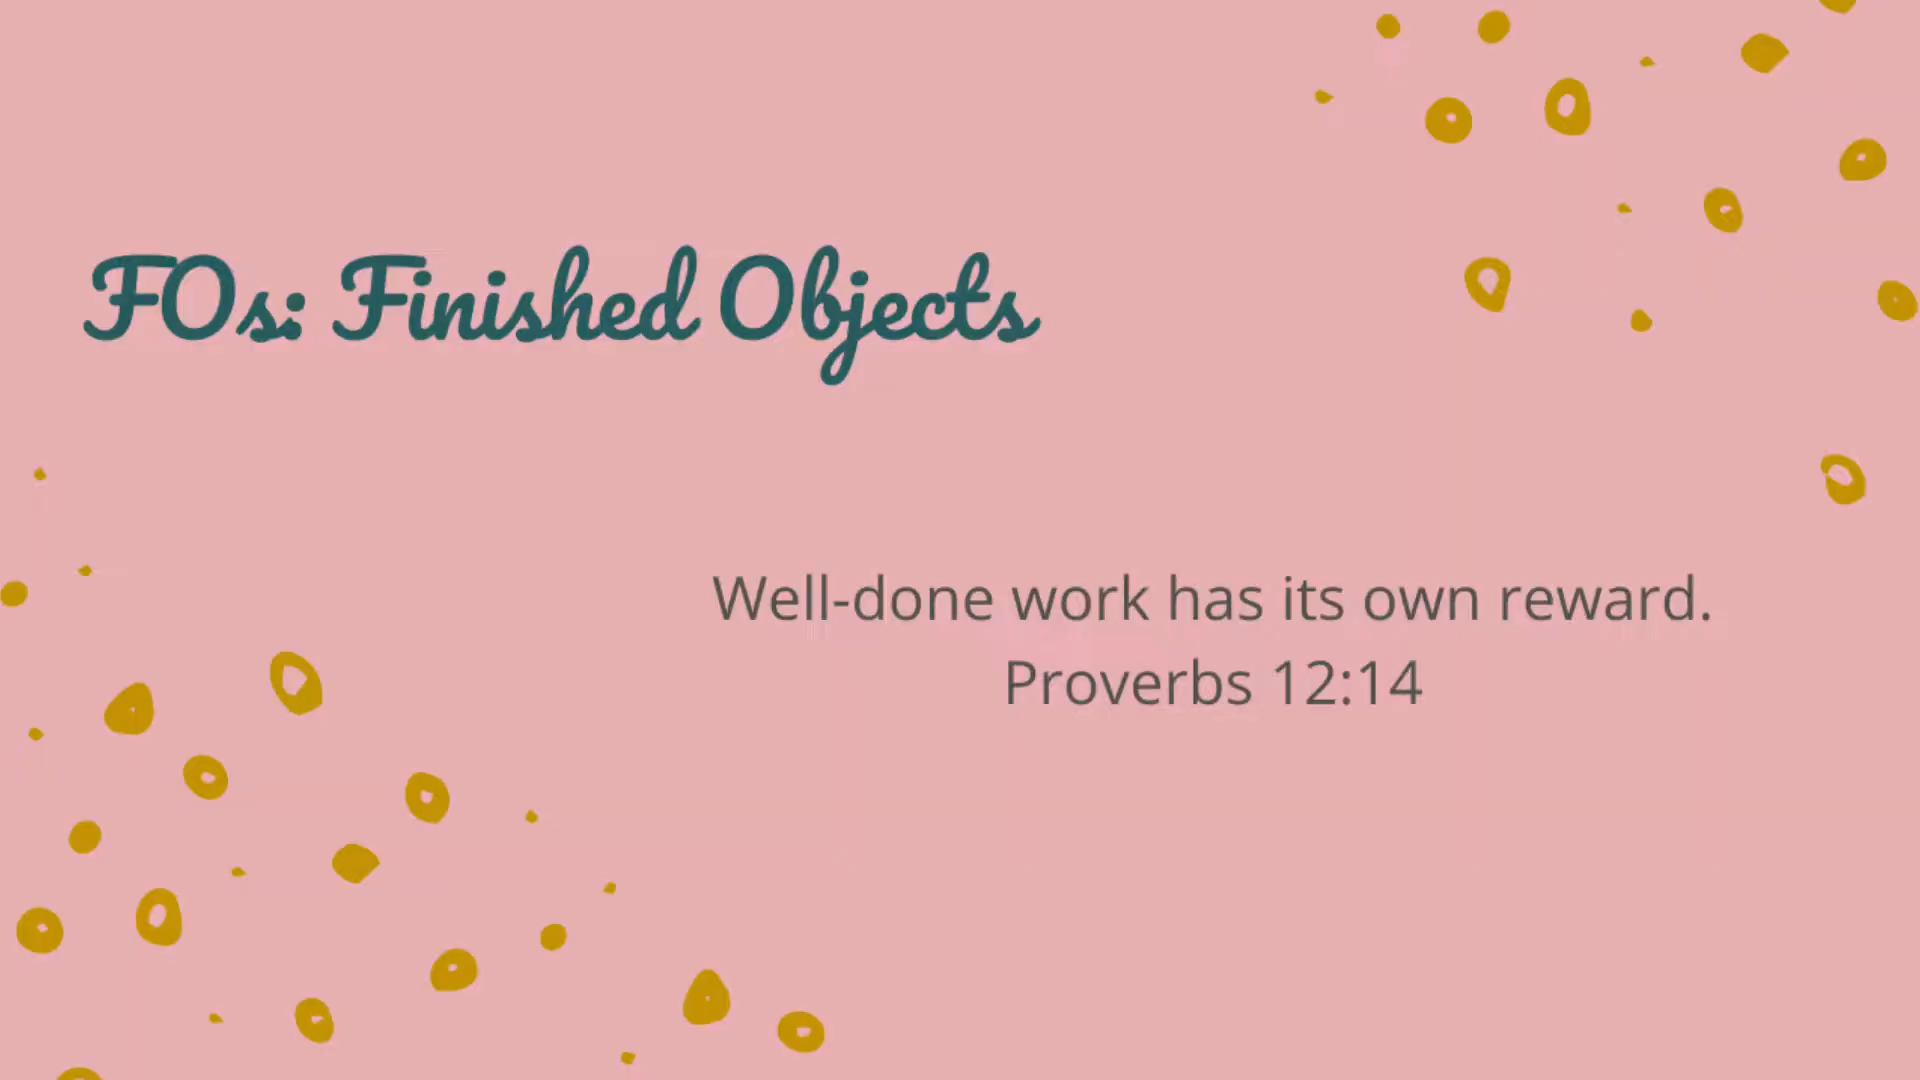 FOs: Finished Objects
Well-done work has its own reward.
Proverbs 12:14